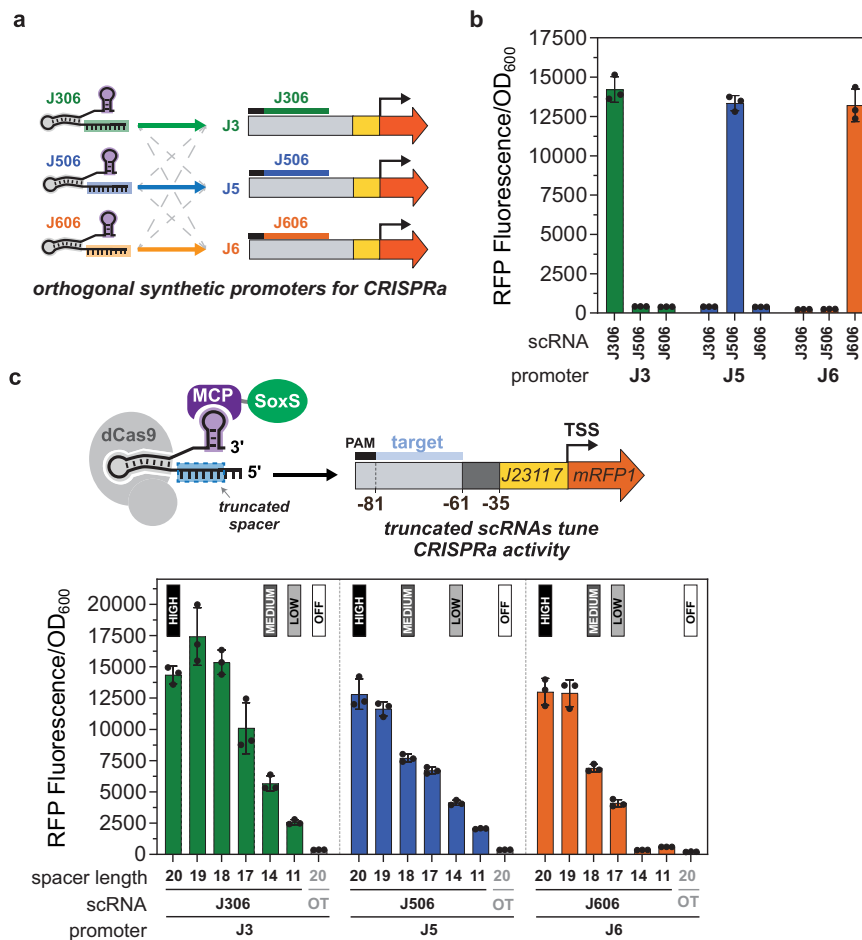 a
J306
J306
J3
J506
J506
J5
J606
J606
J6
orthogonal synthetic promoters for CRISPRa
b
RFP Fluorescence/OD600
17500
15000
12500
10000
7500
5000
2500
0
scRNA
J306 J506 J606 J306 J506 J606 J306 J506 J606
promoter J3 J5 J6
c
MCP SoxS
dCas9
3'
5'
truncated
spacer
PAM target TSS
J23117 mRFP1
-81 -61 -35
truncated scRNAs tune
CRISPRa activity
RFP Fluorescence/OD600
20000
17500
15000
12500
10000
7500
5000
2500
0
HIGH MEDIUM LOW OFF HIGH MEDIUM LOW OFF HIGH MEDIUM LOW OFF
spacer length 20 19 18 17 14 11 20 20 19 18 17 14 11 20 20 19 18 17 14 11 20
scRNA J306 OT J506 OT J606 OT
promoter J3 J5 J6